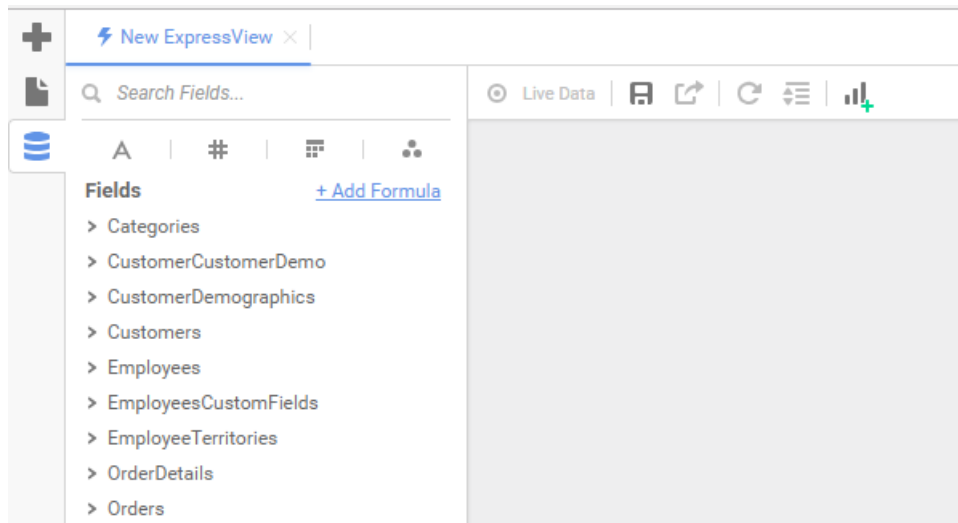 New ExpressView
Search Fields...
Live Data
Fields
+ Add Formula
Categories
CustomerCustomerDemo
CustomerDemographics
Customers
Employees
EmployeesCustomFields
EmployeeTerritories
OrderDetails
Orders